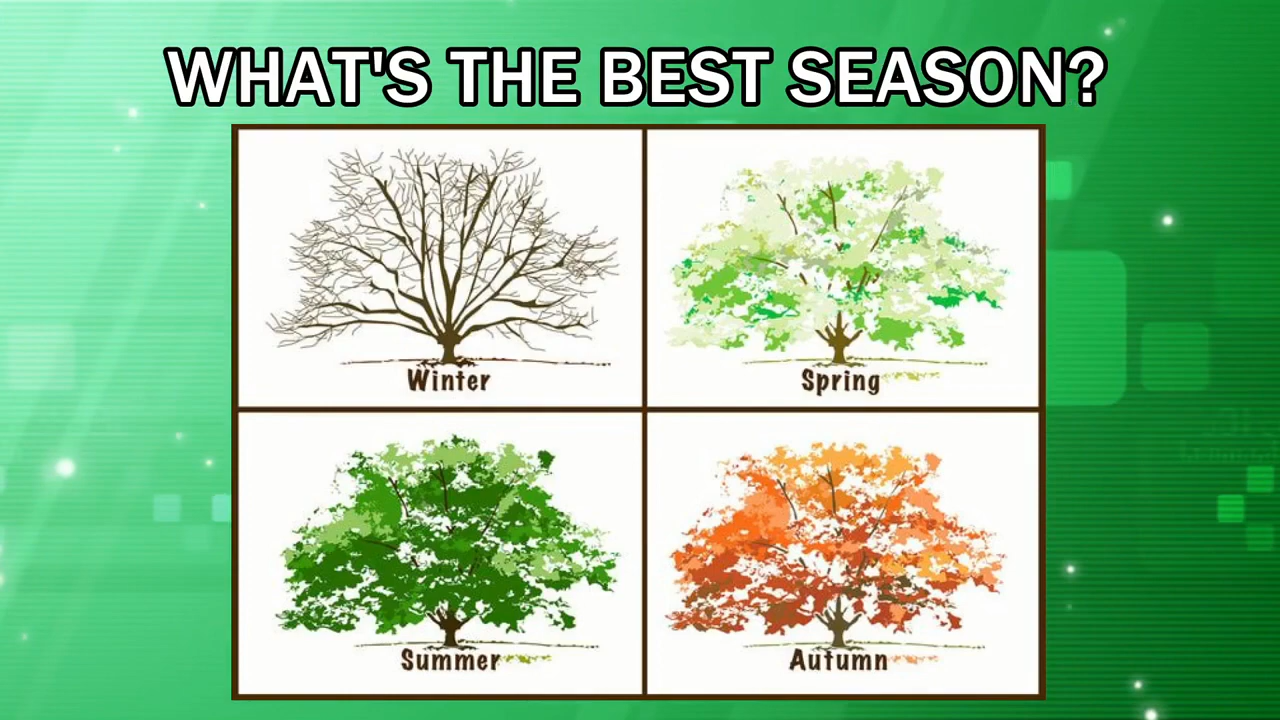 WHAT'S THE BEST SEASON?
Winter
Spring
Summer
Autumn